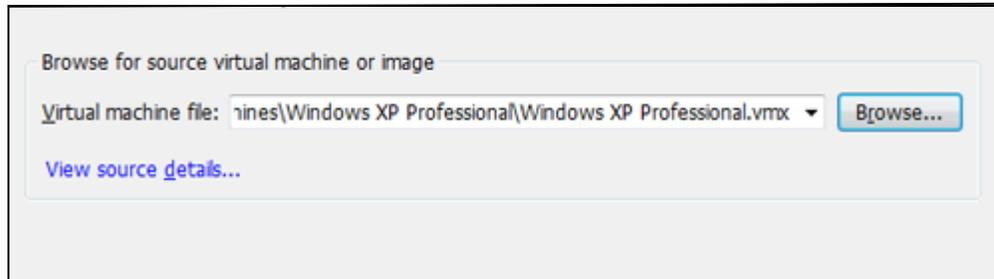 Browse for source virtual machine or image
Virtual machine file: hines\Windows XP Professional\Windows XP Professional.vmx Browse...
View source details...